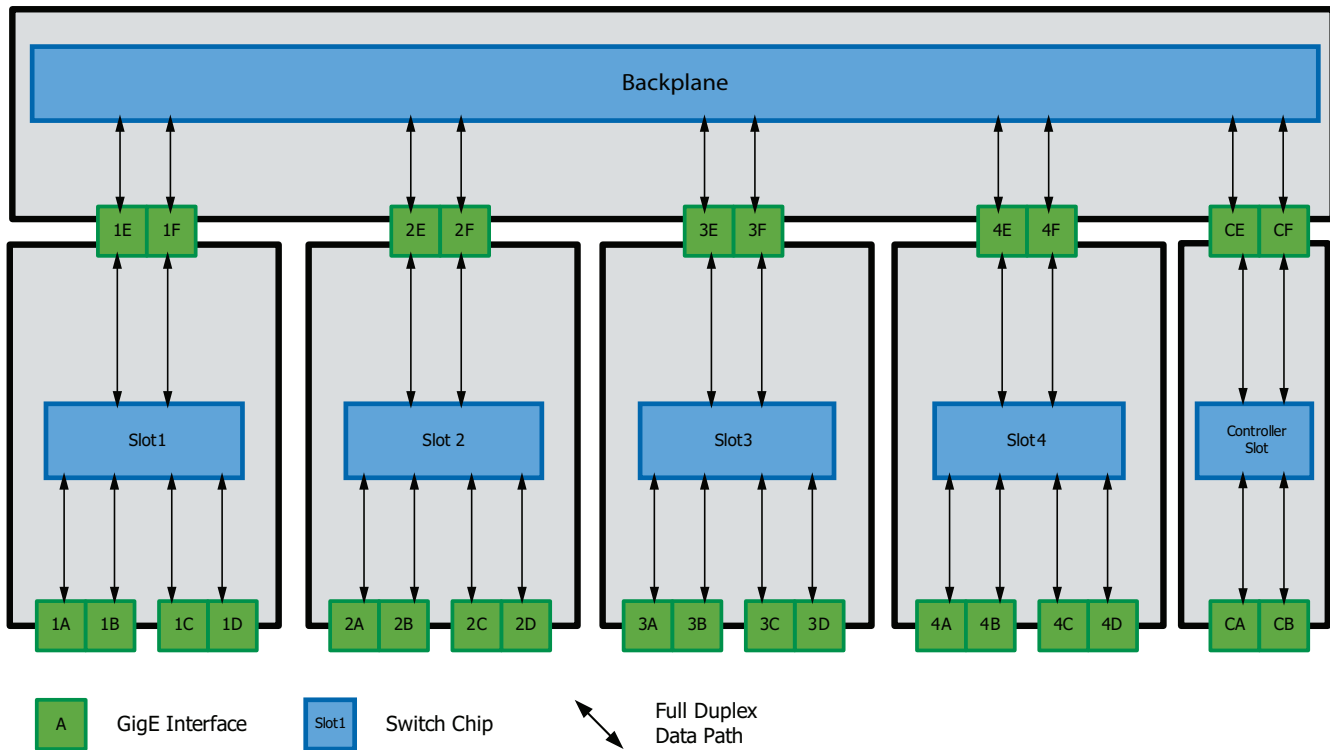 Backplane
1E 1F 2E 2F 3E 3F 4E 4F CE CF
Slot1 Slot 2 Slot3 Slot4 Controller
Slot
1A 1B 1C 1D 2A 2B 2C 2D 3A 3B 3C 3D 4A 4B 4C 4D CA CB
A GigE Interface Slot1 Switch Chip Full Duplex
Data Path